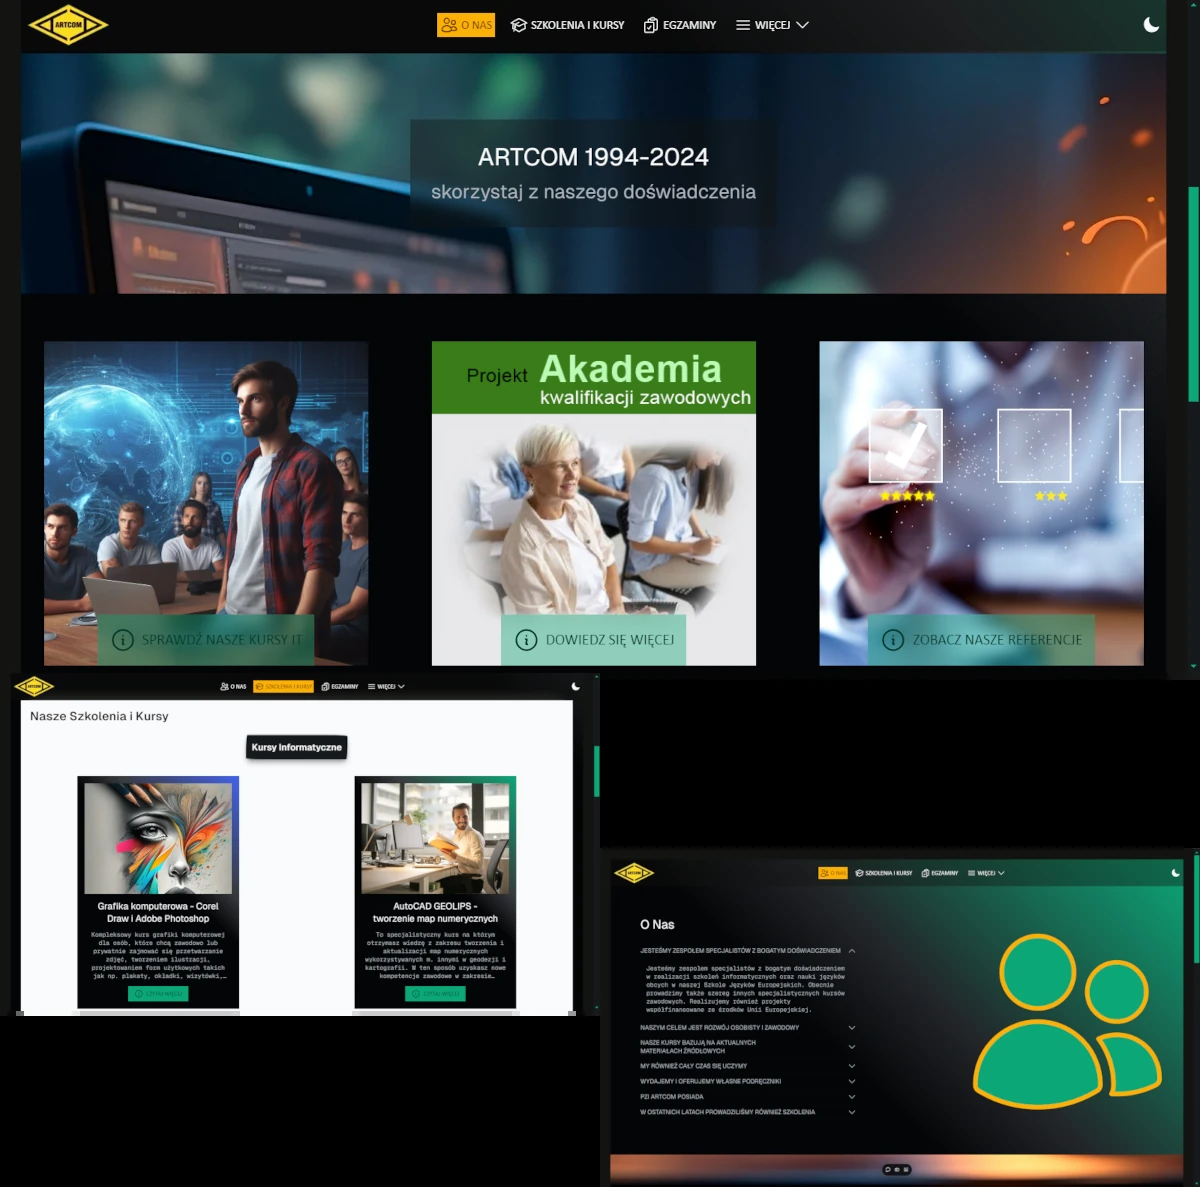 ARTCOM
O NAS
SZKOLENIA I KURSY
EGZAMINY
WIĘCEJ
ARTCOM 1994-2024
skorzystaj z naszego doświadczenia
Projekt Akademia
kwalifikacji zawodowych
SPRAWDŹ NASZE KURSY IT
DOWIEDZ SIĘ WIĘCEJ
ZOBACZ NASZE REFERENCJE
ARTCOM
O NAS
SZKOLENIA I KURSY
EGZAMINY
WIĘCEJ
Nasze Szkolenia i Kursy
Kursy Informatyczne
Grafika komputerowa - Corel
Draw i Adobe Photoshop
Kompleksowy kurs grafiki komputerowej
dla osób, które chcą zawodowo lub
prywatnie zajmować się przetwarzanie
zdjęć, tworzeniem ilustracji,
projektowaniem form użytkowych takich
jak np. plakaty, okładki, wizytówki,…
CZYTAJ WIĘCEJ
AutoCAD GEOLIPS -
tworzenie map numerycznych
To specjalistyczny kurs na którym
otrzymasz wiedzę z zakresu tworzenia i
aktualizacji map numerycznych
wykorzystywanych m. innymi w geodezji i
kartografii. W ten sposób uzyskasz nowe
kompetencje zawodowe w zakresie…
CZYTAJ WIĘCEJ
ARTCOM
O NAS
SZKOLENIA I KURSY
EGZAMINY
WIĘCEJ
O Nas
JESTEŚMY ZESPOŁEM SPECJALISTÓW Z BOGATYM DOŚWIADCZENIEM
Jesteśmy zespołem specjalistów z bogatym doświadczeniem
w realizacji szkoleń informatycznych oraz nauki języków
obcych w naszej Szkole Języków Europejskich. Obecnie
prowadzimy także szereg innych specjalistycznych kursów
zawodowych. Realizujemy również projekty
współfinansowane ze środków Unii Europejskiej.
NASZYM CELEM JEST ROZWÓJ OSOBISTY I ZAWODOWY
NASZE KURSY BAZUJĄ NA AKTUALNYCH
MATERIAŁACH ŹRÓDŁOWYCH
MY RÓWNIEŻ CAŁY CZAS SIĘ UCZYMY
WYDAJEMY I OFERUJEMY WŁASNE PODRĘCZNIKI
PZI ARTCOM POSIADA
W OSTATNICH LATACH PROWADZILIŚMY RÓWNIEŻ SZKOLENIA